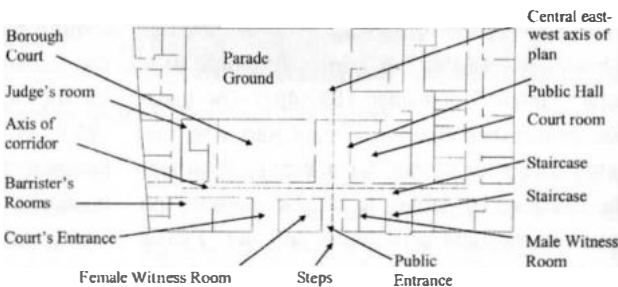 Borough
Court
Judge's room
Axis of
corridor
Barrister's
Rooms
Court's Entrance
Female Witness Room
Parade
Ground
Steps
Public
Entrance
Central east-
west axis of
plan
Public Hall
Court room
Staircase
Staircase
Male Witness
Room